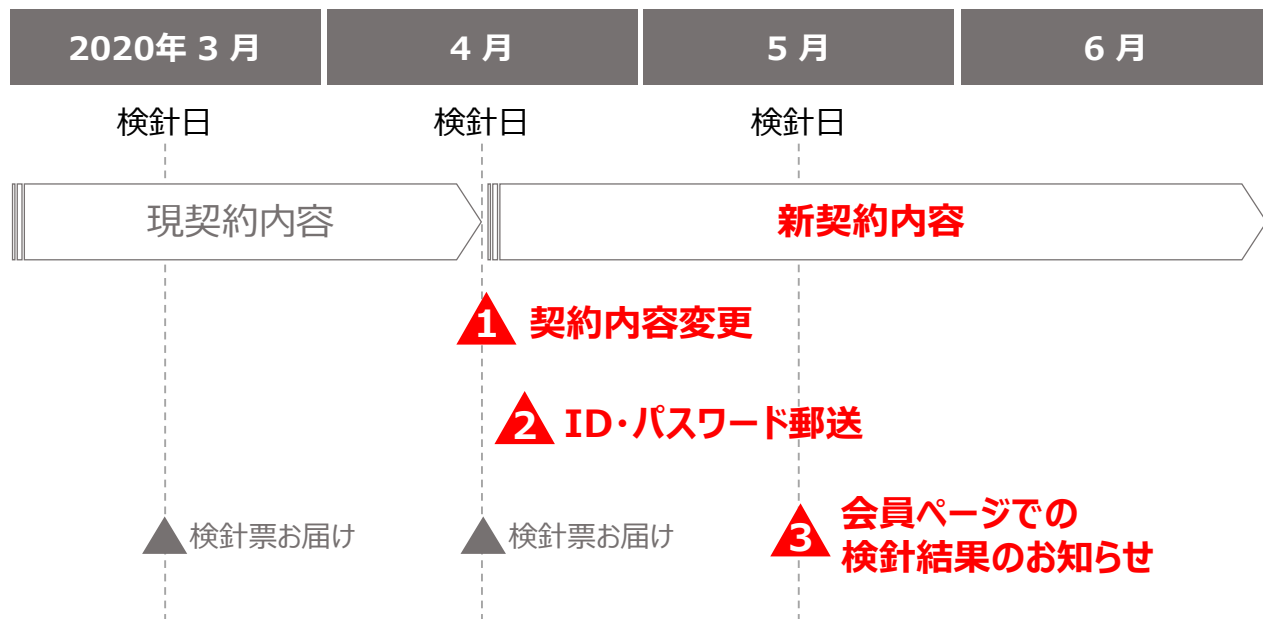 2020年 3 月
4 月
5 月
6 月
検針日
検針日
検針日
現契約内容
新契約内容
1 契約内容変更
2 ID・パスワード郵送
検針票お届け
検針票お届け
3 会員ページでの
検針結果のお知らせ